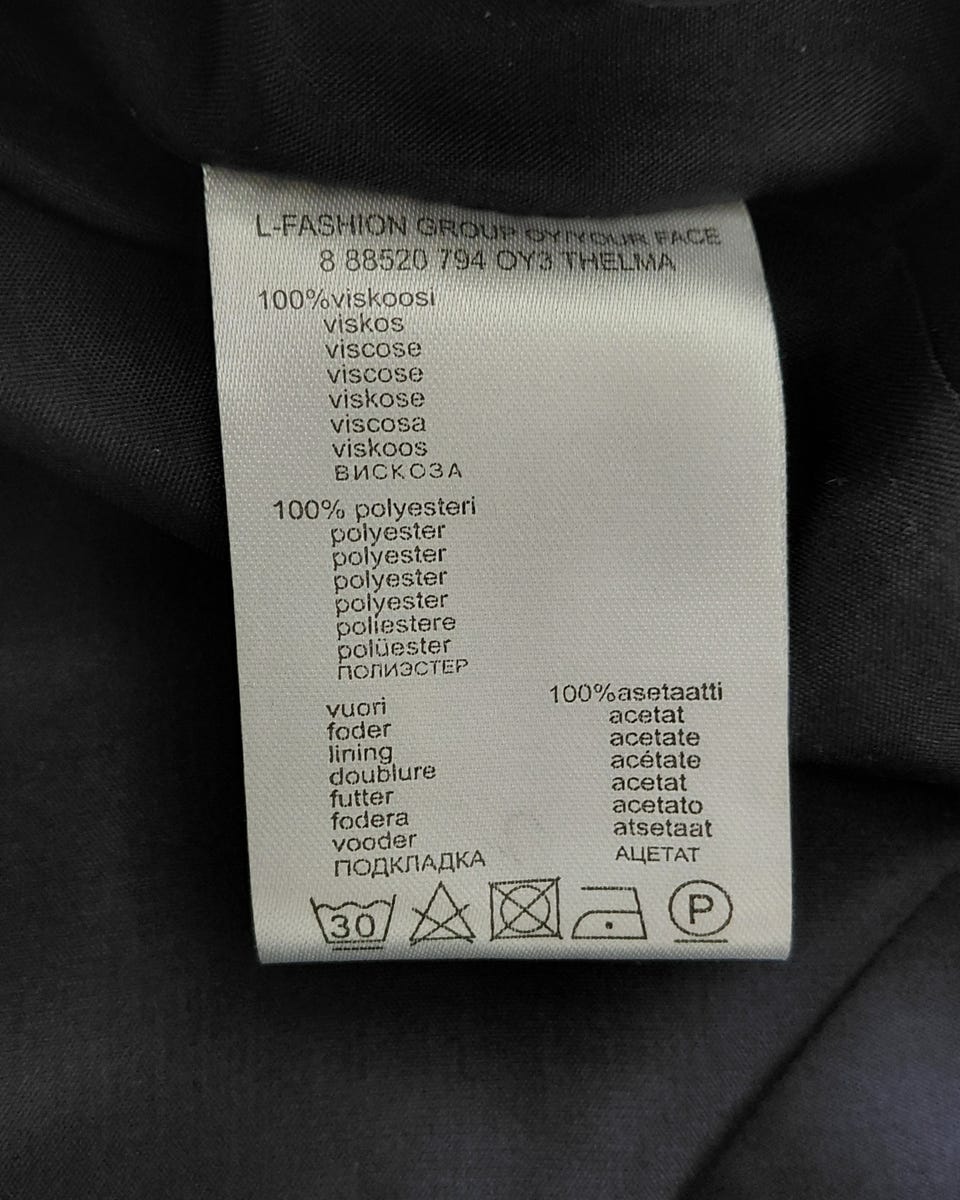 L-FASHION GROUP OY/YOUR FACE
8 88520 794 OY3 THELMA
100%viskoosi
viskos
viscose
viscose
viskose
viscosa
viskoos
ВИСКОЗА
100% polyesteri
polyester
polyester
polyester
polyester
poliestere
polüester
ПОЛИЭСТЕР
vuori
foder
lining
doublure
futter
fodera
vooder
ПОДКЛАДКА
100%asetaatti
acetat
acetate
acétate
acetat
acetato
atsetaat
АЦЕТАТ
30
P